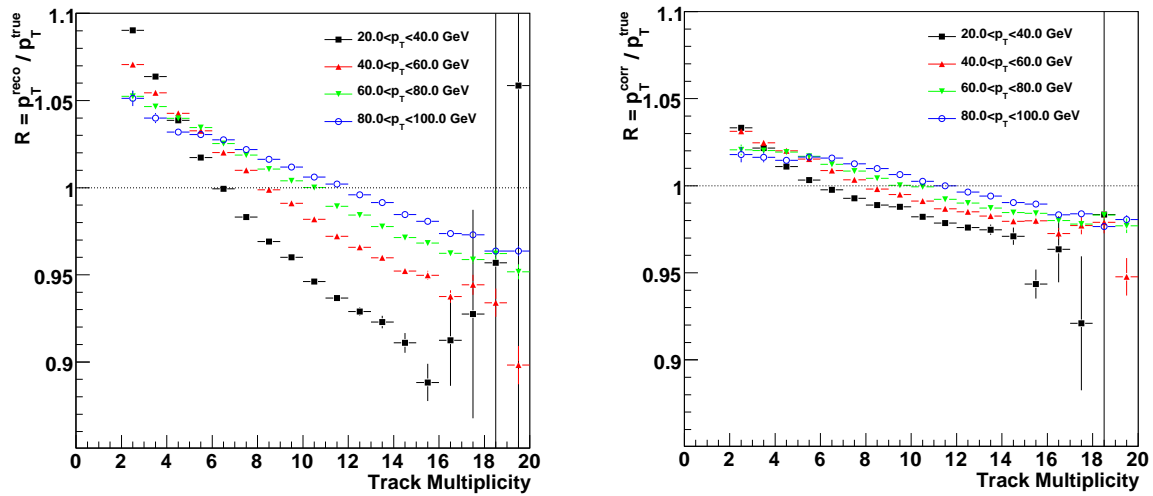 R = p_T^reco / p_T^true
1.1
1.05
1
0.95
0.9
20.0<p_T<40.0 GeV
40.0<p_T<60.0 GeV
60.0<p_T<80.0 GeV
80.0<p_T<100.0 GeV
0 2 4 6 8 10 12 14 16 18 20
Track Multiplicity
R = p_T^corr / p_T^true
1.1
1.05
1
0.95
0.9
20.0<p_T<40.0 GeV
40.0<p_T<60.0 GeV
60.0<p_T<80.0 GeV
80.0<p_T<100.0 GeV
0 2 4 6 8 10 12 14 16 18 20
Track Multiplicity